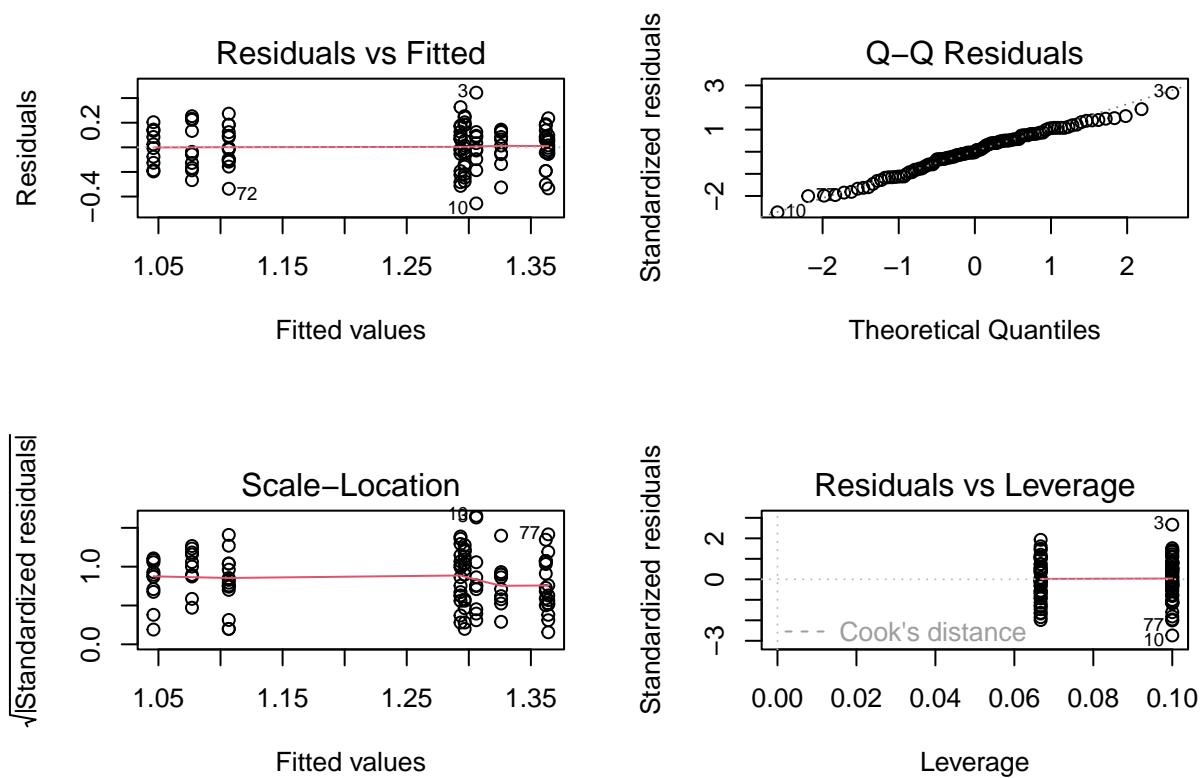 Residuals vs Fitted
Residuals
0.2
−0.4
3
72
10
1.05
1.15
1.25
1.35
Fitted values
Q−Q Residuals
Standardized residuals
3
1
−2
3
10
−2
−1
0
1
2
Theoretical Quantiles
Scale−Location
√|Standardized residuals|
1.0
0.0
77
1.05
1.15
1.25
1.35
Fitted values
Residuals vs Leverage
Standardized residuals
2
0
−3
3
77
10
Cook's distance
0.00
0.02
0.04
0.06
0.08
0.10
Leverage